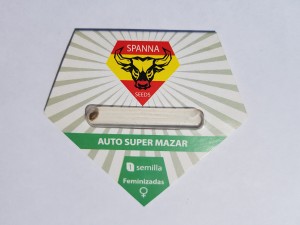 SPANNA
SEEDS
AUTO SUPER MAZAR
1 semilla
Feminizadas